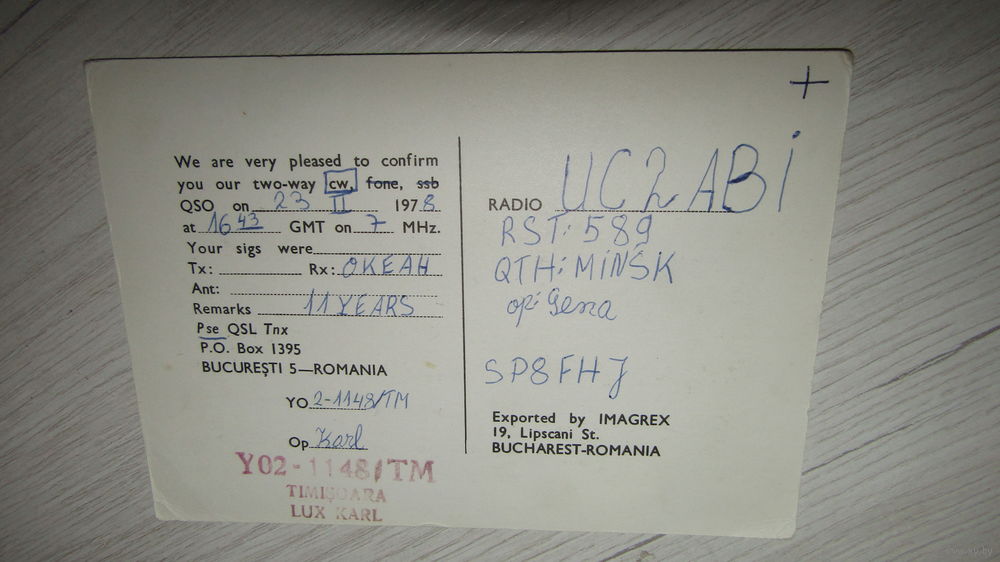 +
We are very pleased to confirm
you our two-way cw, fone, ssb
QSO on 23 II 1978
at 1643 GMT on 7 MHz.
Your sigs were
Tx: Rx: OKEAH
Ant:
Remarks 11 YEARS
Pse QSL Tnx
P.O. Box 1395
BUCUREŞTI 5—ROMANIA
YO 2-1148/TM
Op Karl
Y02-1148/TM
TIMIŞOARA
LUX KARL
RADIO UC2ABI
RST: 589
QTH: MINSK
op: Gena
SP8FHJ
Exported by IMAGREX
19, Lipscani St.
BUCHAREST-ROMANIA